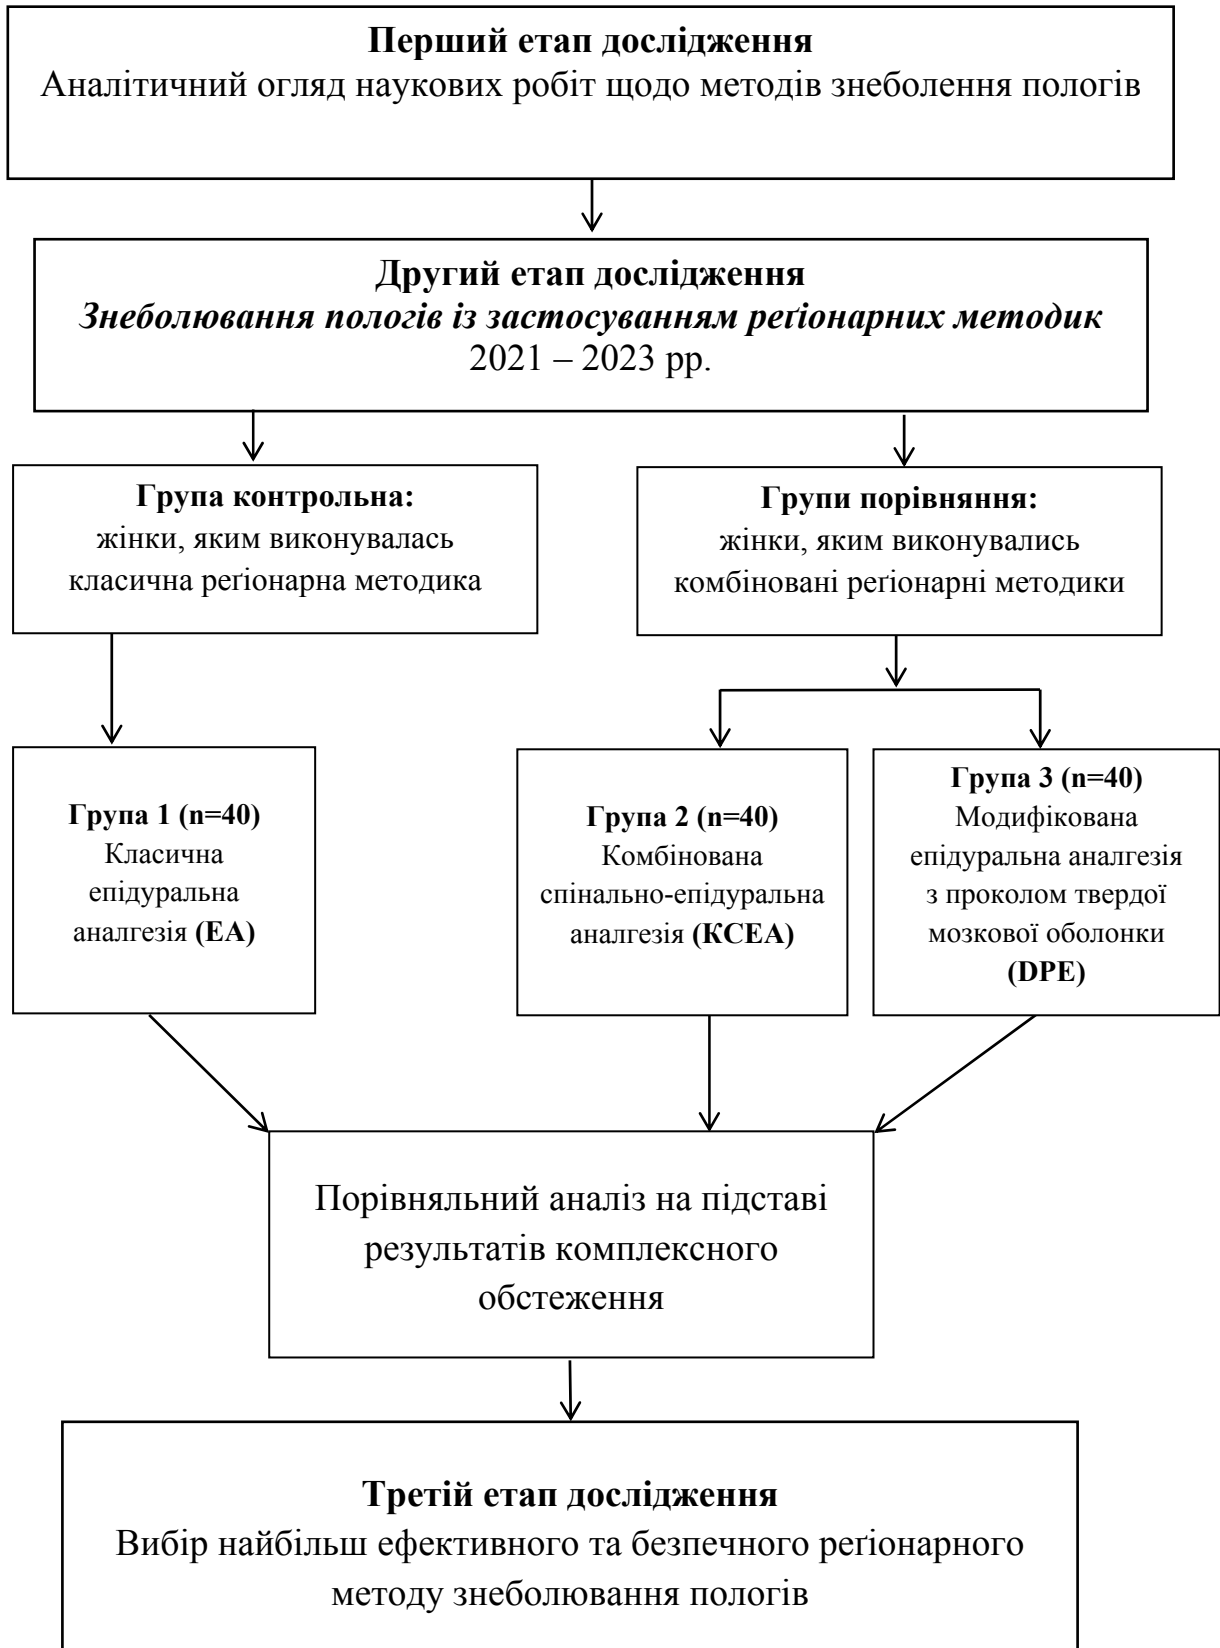 Перший етап дослідження
Аналітичний огляд наукових робіт щодо методів знеболення пологів
Другий етап дослідження
Знеболювання пологів із застосуванням реґіонарних методик
2021 – 2023 рр.
Група контрольна:
жінки, яким виконувалась
класична реґіонарна методика
Групи порівняння:
жінки, яким виконувались
комбіновані реґіонарні методики
Група 1 (n=40)
Класична
епідуральна
аналгезія (ЕА)
Група 2 (n=40)
Комбінована
спінально-епідуральна
аналгезія (КСЕА)
Група 3 (n=40)
Модифікована
епідуральна аналгезія
з проколом твердої
мозкової оболонки
(DPE)
Порівняльний аналіз на підставі
результатів комплексного
обстеження
Третій етап дослідження
Вибір найбільш ефективного та безпечного реґіонарного
методу знеболювання пологів